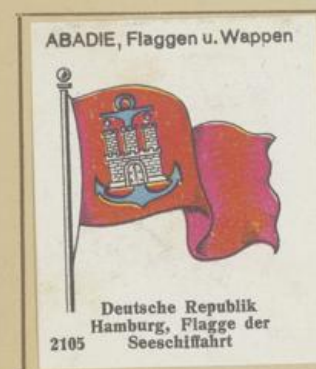 ABADIE, Flaggen u. Wappen
Deutsche Republik
Hamburg, Flagge der
2105 Seeschiffahrt